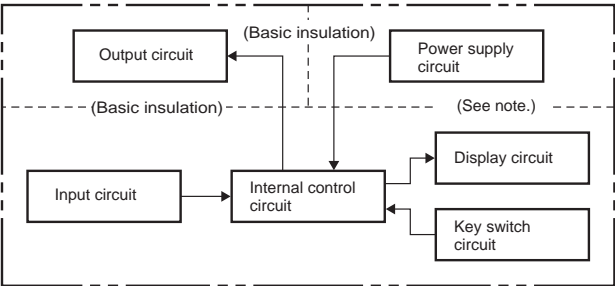 (Basic insulation)
Output circuit
Power supply
circuit
(Basic insulation)
(See note.)
Input circuit
Internal control
circuit
Display circuit
Key switch
circuit